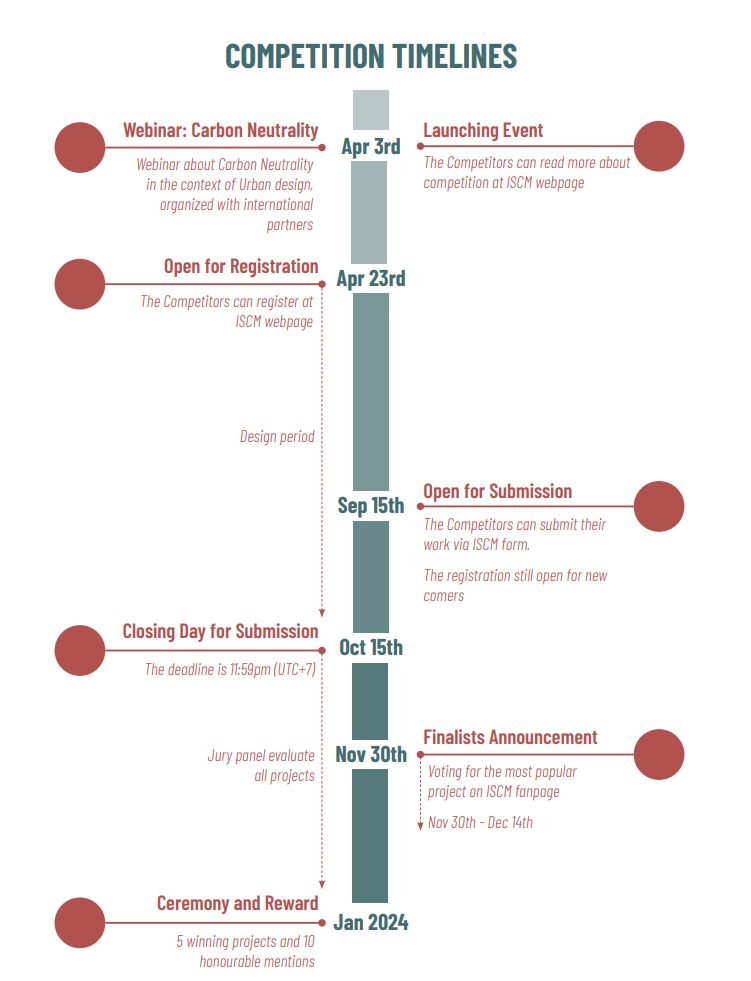 COMPETITION TIMELINES
Webinar: Carbon Neutrality
Apr 3rd
Launching Event
Webinar about Carbon Neutrality
in the context of Urban design,
organized with international
partners
The Competitors can read more about
competition at ISCM webpage
Open for Registration
Apr 23rd
The Competitors can register at
ISCM webpage
Design period
Sep 15th
Open for Submission
The Competitors can submit their
work via ISCM form.
The registration still open for new
comers
Closing Day for Submission
Oct 15th
The deadline is 11:59pm (UTC+7)
Jury panel evaluate
all projects
Nov 30th
Finalists Announcement
Voting for the most popular
project on ISCM fanpage
Nov 30th - Dec 14th
Ceremony and Reward
Jan 2024
5 winning projects and 10
honourable mentions